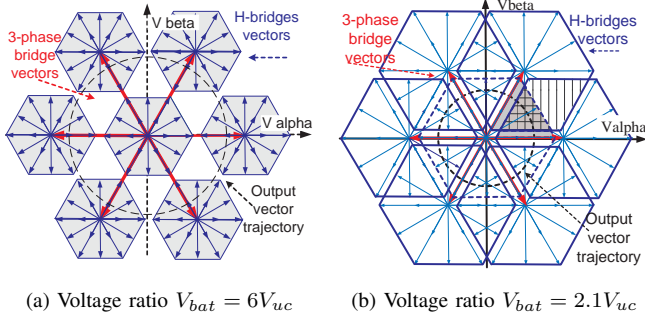 (a)
V beta
H-bridges
vectors
3-phase
bridge
vectors
V alpha
Output
vector
trajectory
(b)
Vbeta
H-bridges
vectors
3-phase
bridge
vectors
Valpha
Output
vector
trajectory
(a) Voltage ratio V_bat = 6V_uc
(b) Voltage ratio V_bat = 2.1V_uc